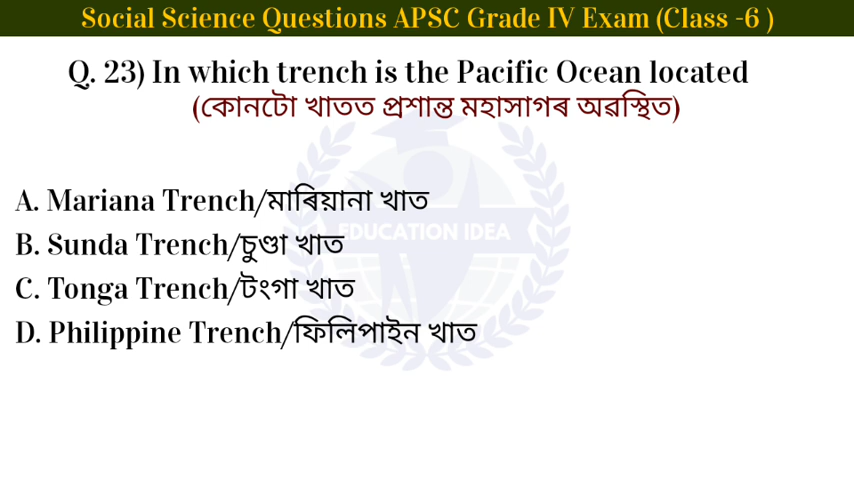 Social Science Questions APSC Grade IV Exam (Class -6 )
Q. 23) In which trench is the Pacific Ocean located
(কোনটো খাতত প্ৰশান্ত মহাসাগৰ অৱস্থিত)
A. Mariana Trench/মাৰিয়ানা খাত
EDUCATION IDEA
B. Sunda Trench/চুণ্ডা খাত
C. Tonga Trench/টংগা খাত
D. Philippine Trench/ফিলিপাইন খাত